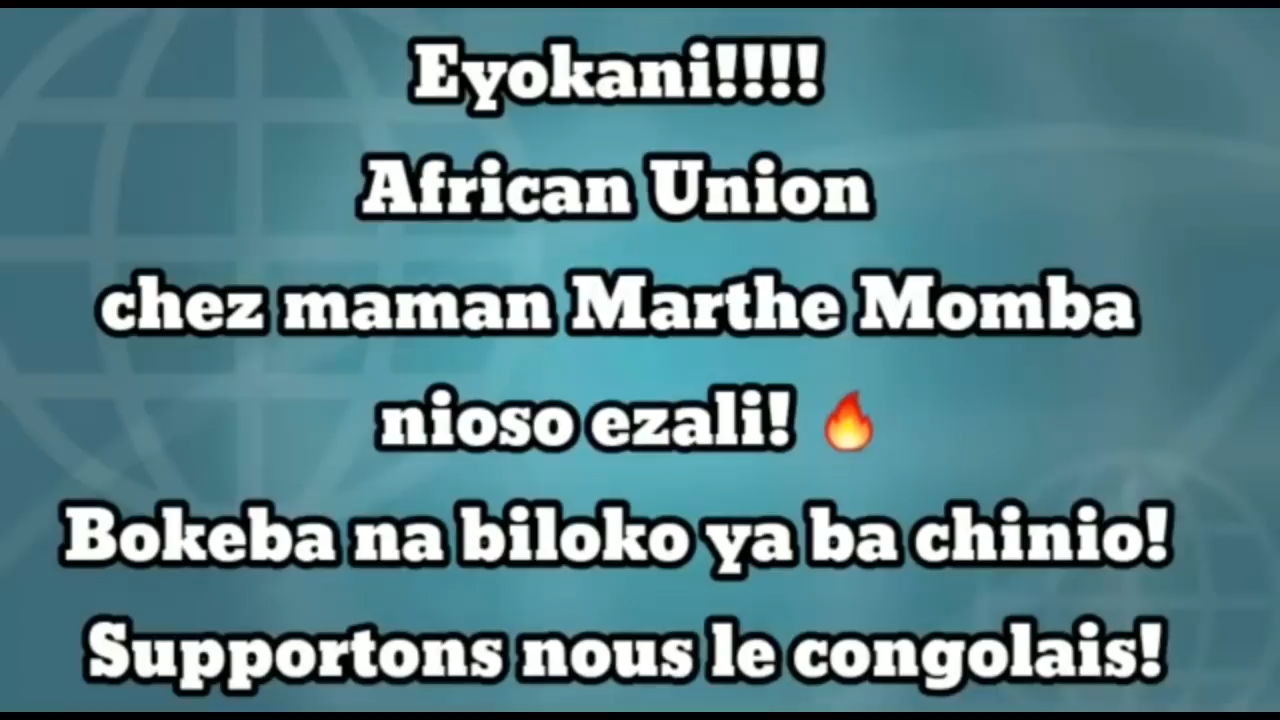 Eyokani!!!!
African Union
chez maman Marthe Momba
nioso ezali! 🔥
Bokeba na biloko ya ba chinio!
Supportons nous le congolais!